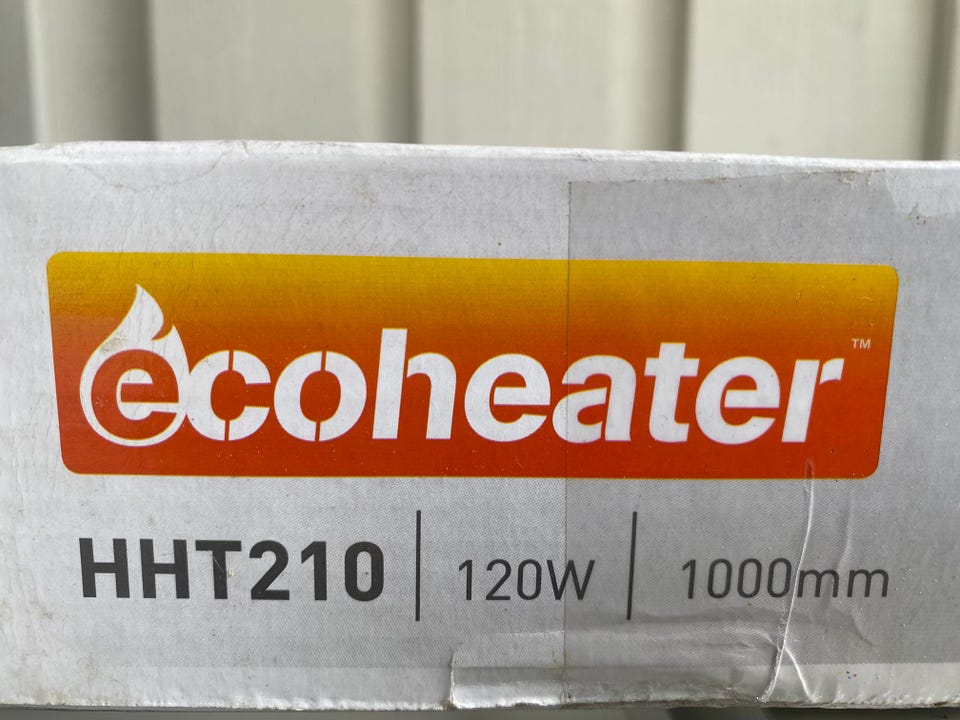 ecoheater™
HHT210 | 120W | 1000mm